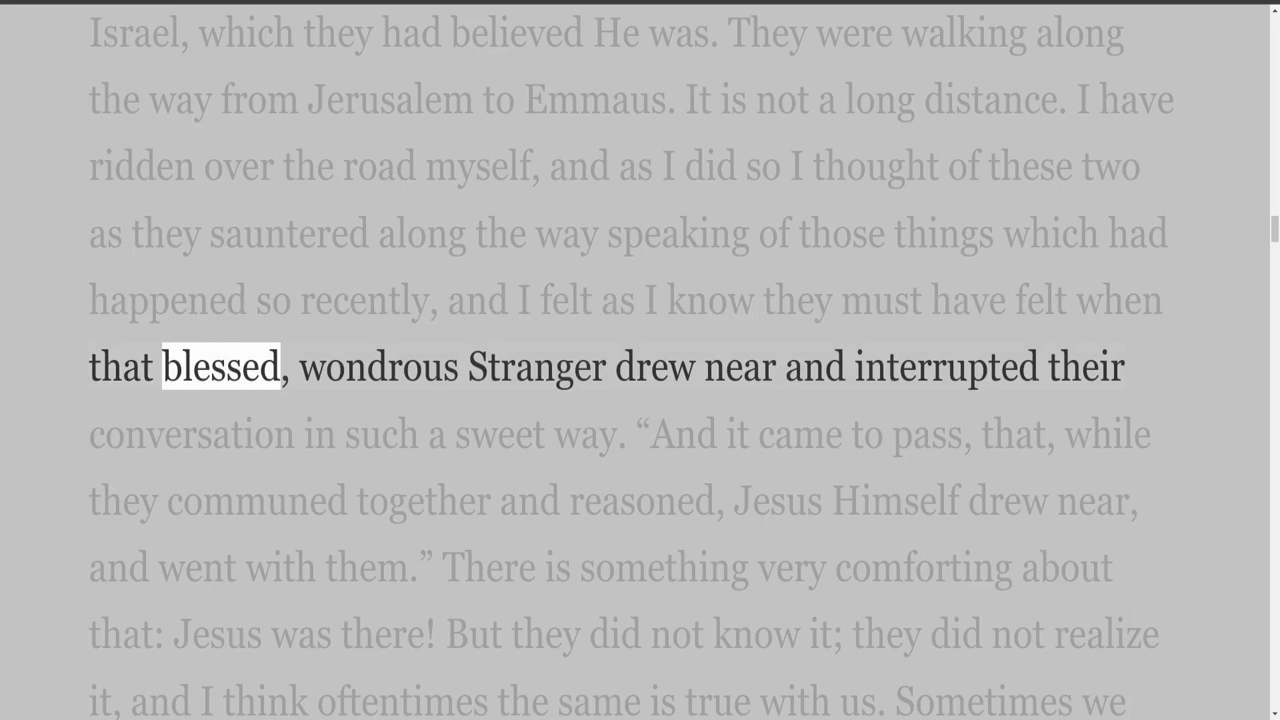 Israel, which they had believed He was. They were walking along
the way from Jerusalem to Emmaus. It is not a long distance. I have
ridden over the road myself, and as I did so I thought of these two
as they sauntered along the way speaking of those things which had
happened so recently, and I felt as I know they must have felt when
that blessed, wondrous Stranger drew near and interrupted their
conversation in such a sweet way. “And it came to pass, that, while
they communed together and reasoned, Jesus Himself drew near,
and went with them.” There is something very comforting about
that: Jesus was there! But they did not know it; they did not realize
it, and I think oftentimes the same is true with us. Sometimes we